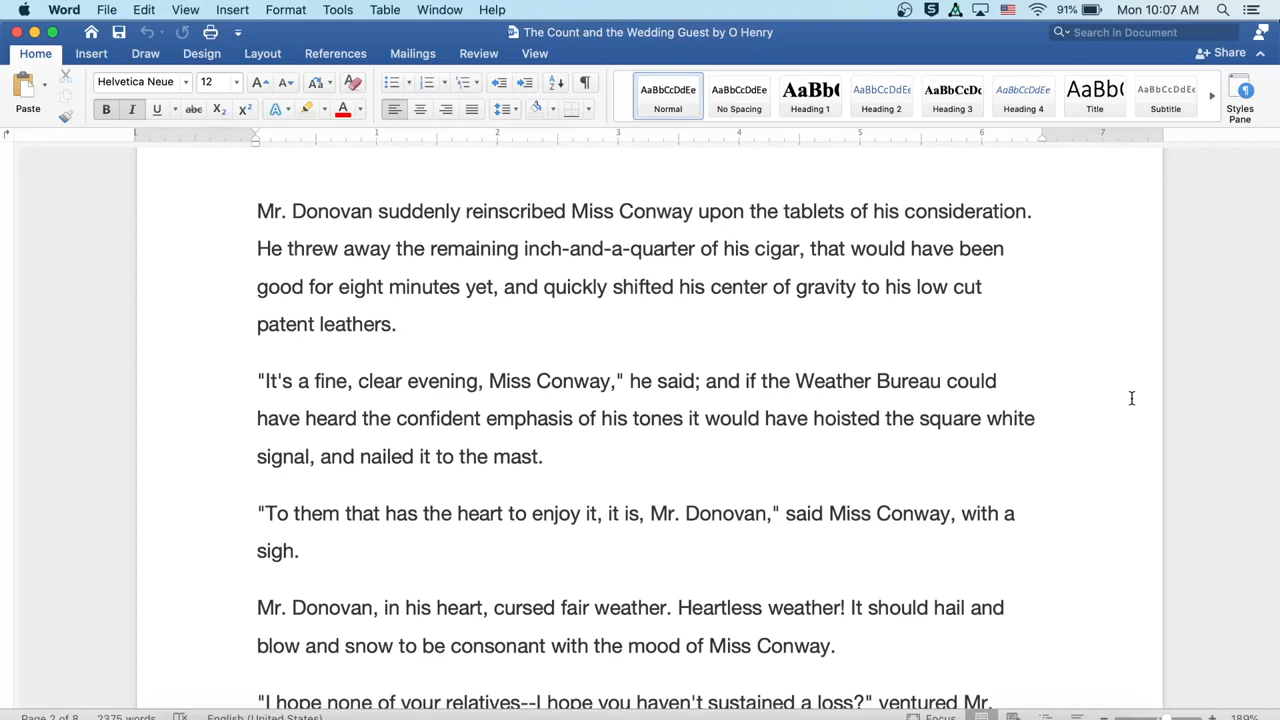 Word File Edit View Insert Format Tools Table Window Help 91% Mon 10:07 AM
The Count and the Wedding Guest by O Henry Search in Document
Home Insert Draw Design Layout References Mailings Review View Share
Paste Helvetica Neue 12
AaBbCcDdEe AaBbCcDdEe AaBb( AaBbCcDdEe AaBbCcDc AaBbCcDdEe AaBbC AaBbCcDdEe
Normal No Spacing Heading 1 Heading 2 Heading 3 Heading 4 Title Subtitle Styles Pane
1 1 2 3 4 5 6 7
Mr. Donovan suddenly reinscribed Miss Conway upon the tablets of his consideration.
He threw away the remaining inch-and-a-quarter of his cigar, that would have been
good for eight minutes yet, and quickly shifted his center of gravity to his low cut
patent leathers.
"It's a fine, clear evening, Miss Conway," he said; and if the Weather Bureau could
have heard the confident emphasis of his tones it would have hoisted the square white
signal, and nailed it to the mast.
"To them that has the heart to enjoy it, it is, Mr. Donovan," said Miss Conway, with a
sigh.
Mr. Donovan, in his heart, cursed fair weather. Heartless weather! It should hail and
blow and snow to be consonant with the mood of Miss Conway.
"I hope none of your relatives--I hope you haven't sustained a loss?" ventured Mr.
Page 2 of 8 2375 words English (United States) Focus 189%